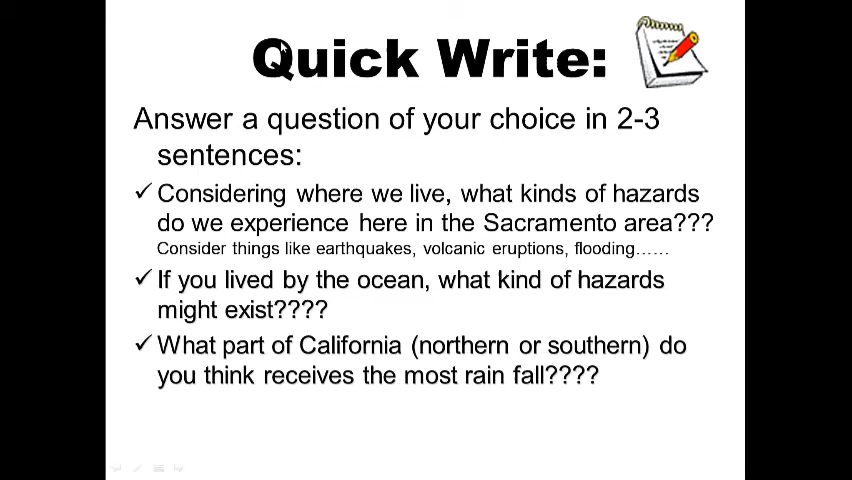 Quick Write:
Answer a question of your choice in 2-3
sentences:
Considering where we live, what kinds of hazards
do we experience here in the Sacramento area???
Consider things like earthquakes, volcanic eruptions, flooding……
If you lived by the ocean, what kind of hazards
might exist????
What part of California (northern or southern) do
you think receives the most rain fall????